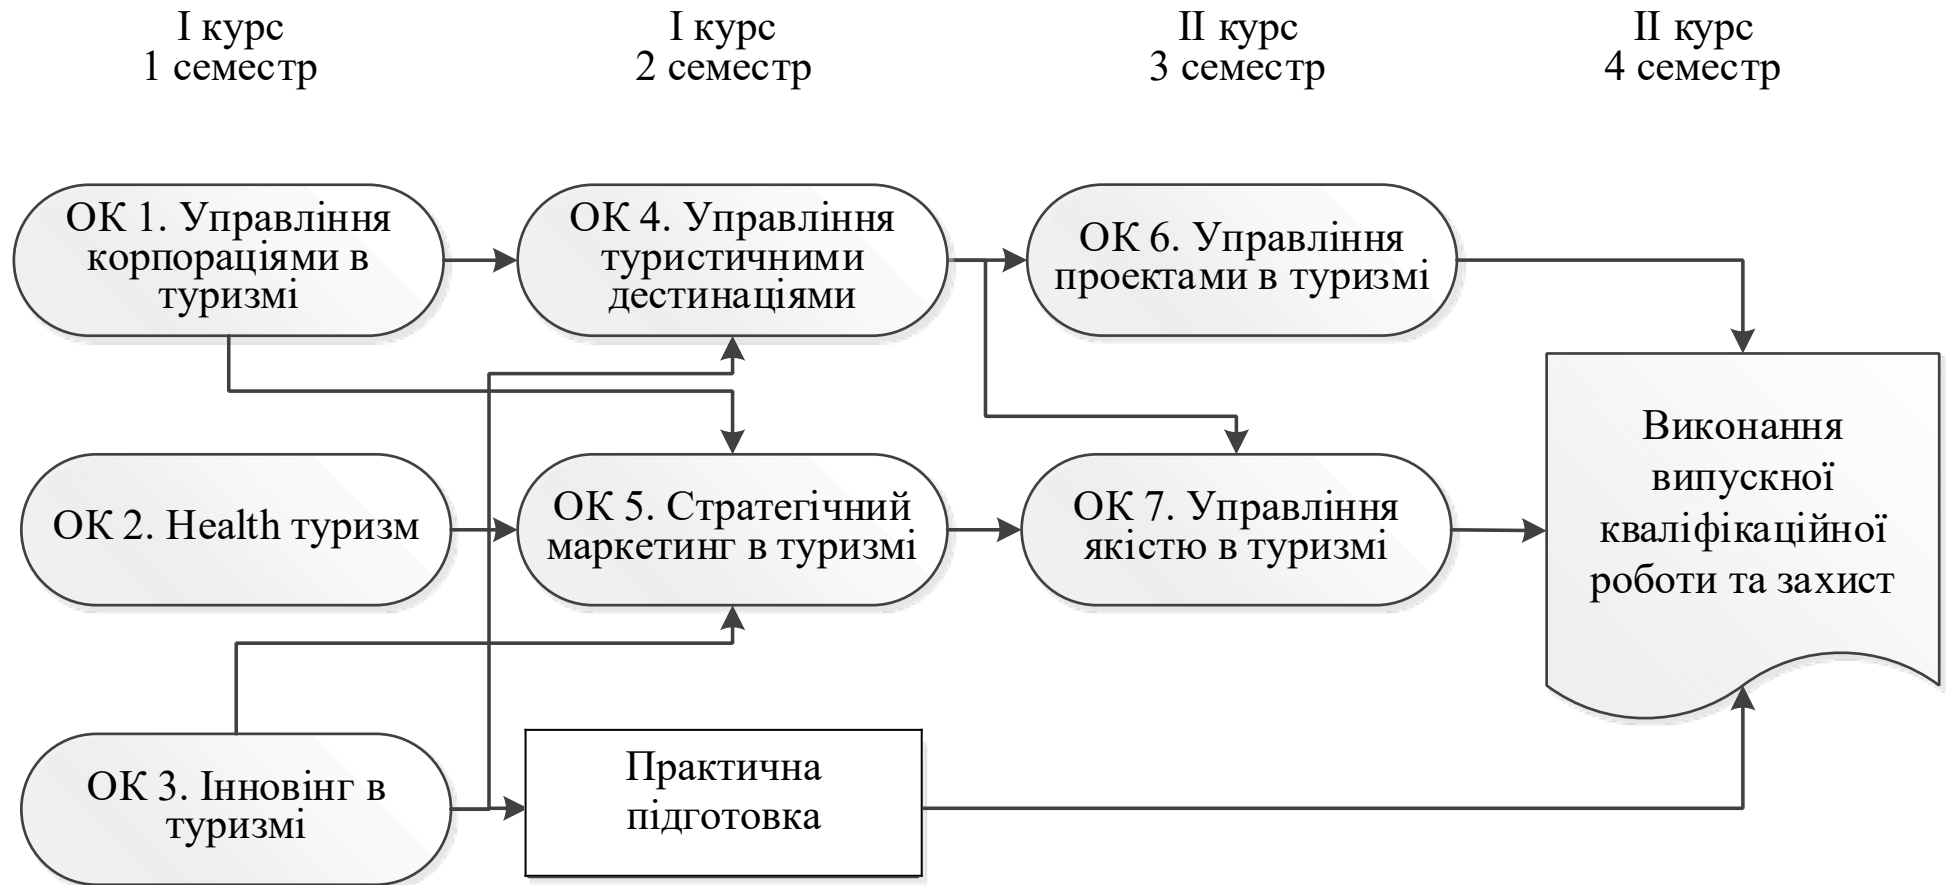 I курс
1 семестр
I курс
2 семестр
II курс
3 семестр
II курс
4 семестр
ОК 1. Управління
корпораціями в
туризмі
ОК 4. Управління
туристичними
дестинаціями
ОК 6. Управління
проектами в туризмі
ОК 2. Health туризм
ОК 5. Стратегічний
маркетинг в туризмі
ОК 7. Управління
якістю в туризмі
Виконання
випускної
кваліфікаційної
роботи та захист
ОК 3. Інновінг в
туризмі
Практична
підготовка